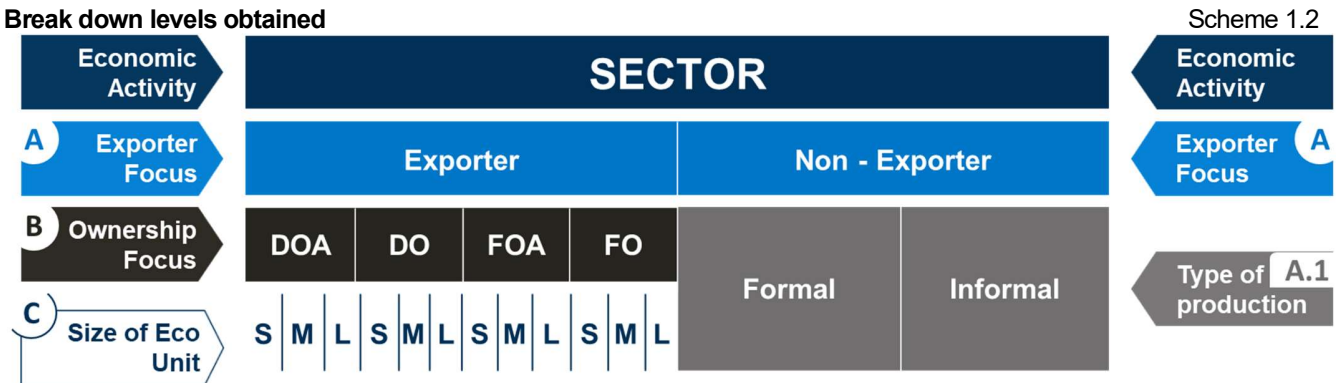 Break down levels obtained
Scheme 1.2
Economic
Activity
SECTOR
Economic
Activity
A
Exporter
Focus
Exporter
Non - Exporter
Exporter
Focus
A
B
Ownership
Focus
DOA
DO
FOA
FO
Formal
Informal
Type of
production
A.1
C
Size of Eco
Unit
S M L S M L S M L S M L